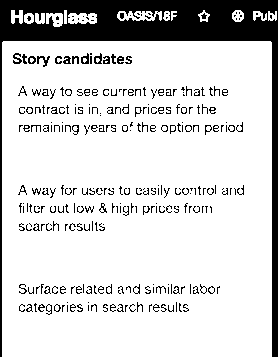 Hourglass OASIS/18F Publ
Story candidates
A way to see current year that the
contract is in, and prices for the
remaining years of the option period
A way for users to easily control and
filter out low & high prices from
search results
Surface related and similar labor
categories in search results